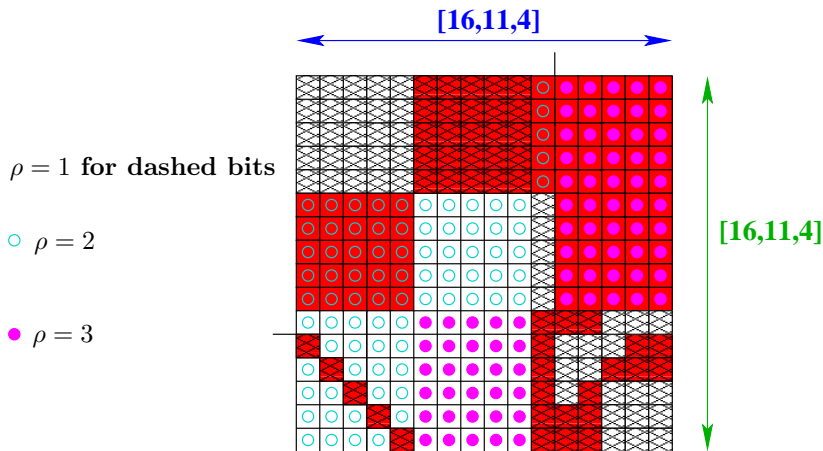 [16,11,4]
ρ = 1 for dashed bits
ρ = 2
[16,11,4]
ρ = 3